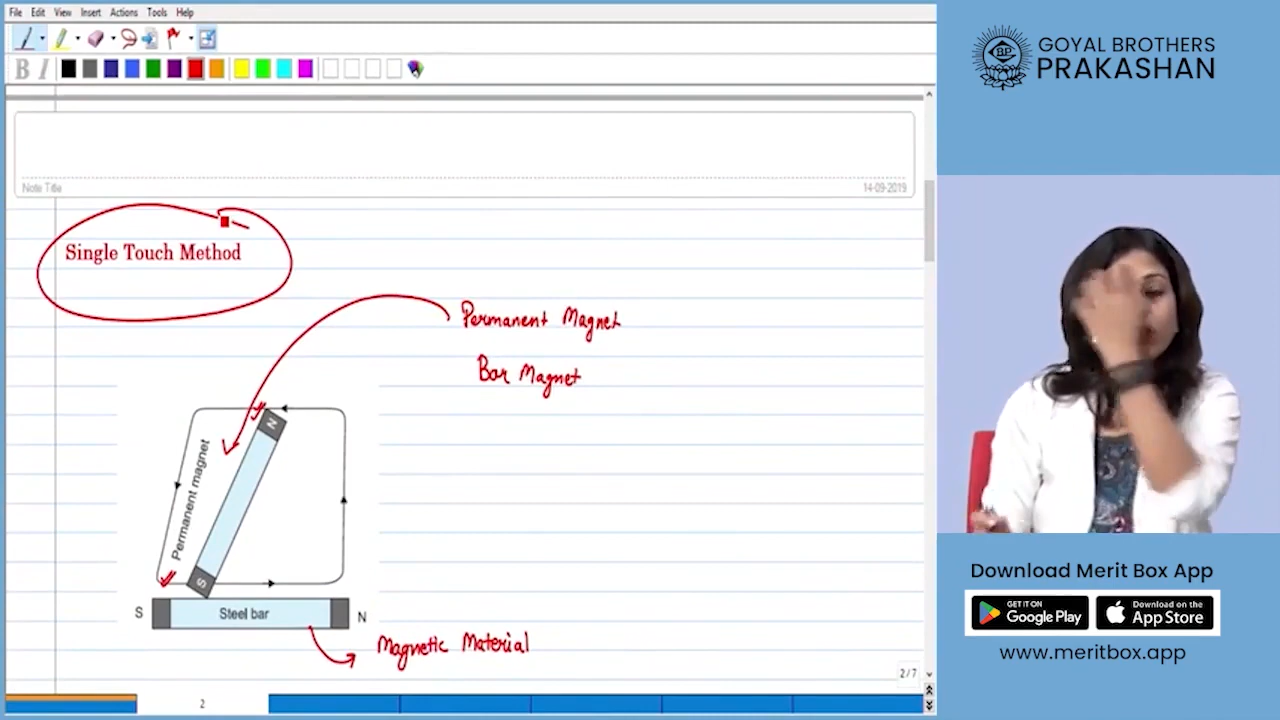 File Edit View Insert Actions Tools Help
B I
Note Title
14-09-2019
Single Touch Method
Permanent Magnet
Bar Magnet
N
Permanent magnet
S
S
Steel bar
N
Magnetic Material
2/7
2
BP
GOYAL BROTHERS
PRAKASHAN
Download Merit Box App
GET IT ON
Google Play
Download on the
App Store
www.meritbox.app